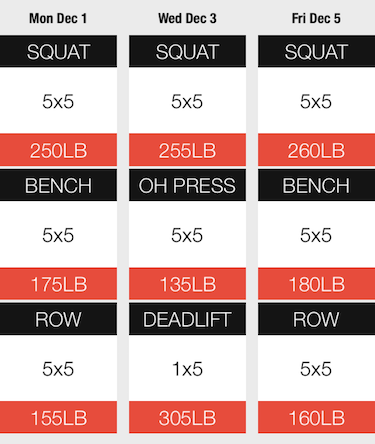 Mon Dec 1 Wed Dec 3 Fri Dec 5
SQUAT SQUAT SQUAT
5x5 5x5 5x5
250LB 255LB 260LB
BENCH OH PRESS BENCH
5x5 5x5 5x5
175LB 135LB 180LB
ROW DEADLIFT ROW
5x5 1x5 5x5
155LB 305LB 160LB